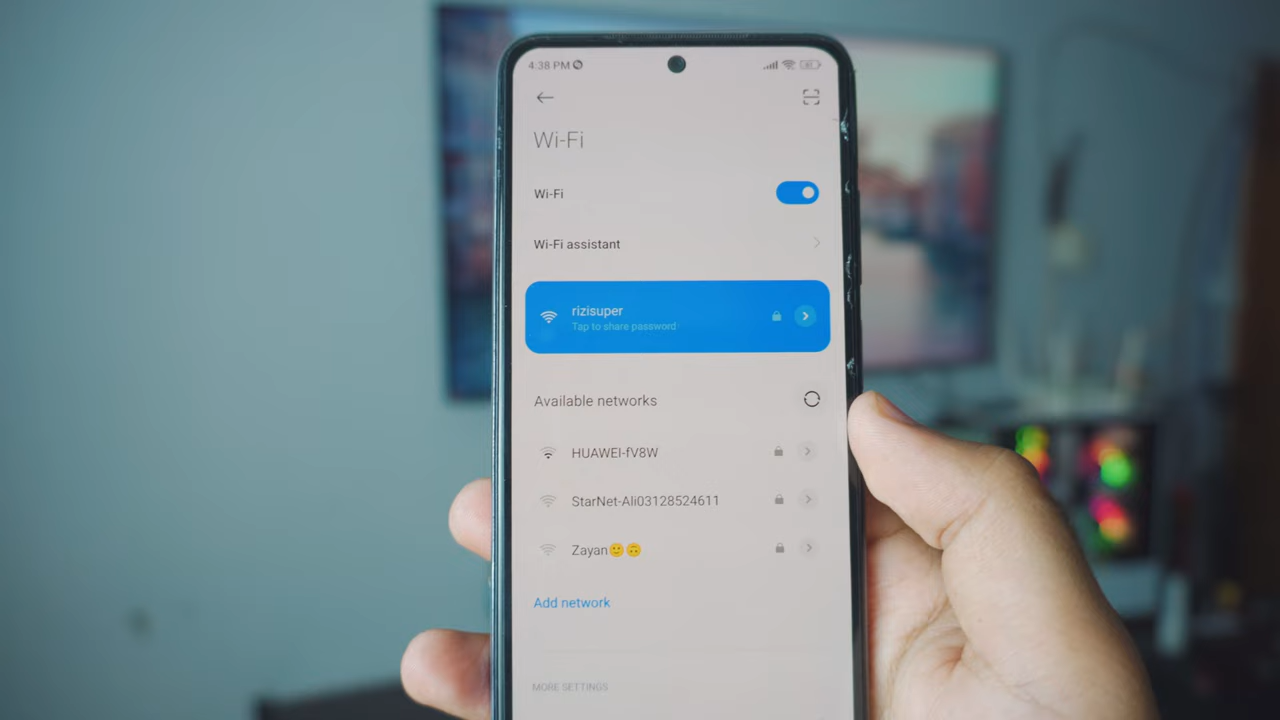 4:38 PM
Wi-Fi
Wi-Fi
Wi-Fi assistant
rizisuper
Tap to share password
Available networks
HUAWEI-fV8W
StarNet-Ali03128524611
Zayan🙂🙃
Add network
MORE SETTINGS